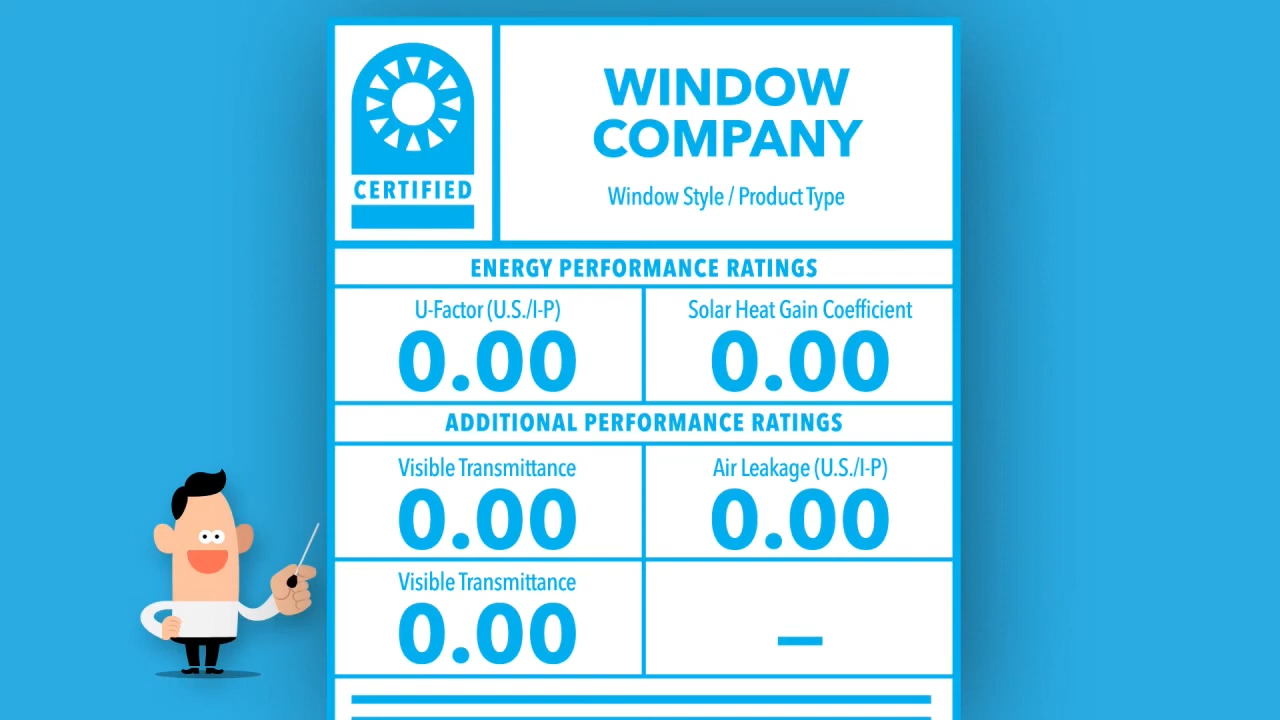 CERTIFIED
WINDOW
COMPANY
Window Style / Product Type
ENERGY PERFORMANCE RATINGS
U-Factor (U.S./I-P)
0.00
Solar Heat Gain Coefficient
0.00
ADDITIONAL PERFORMANCE RATINGS
Visible Transmittance
0.00
Air Leakage (U.S./I-P)
0.00
Visible Transmittance
0.00
–